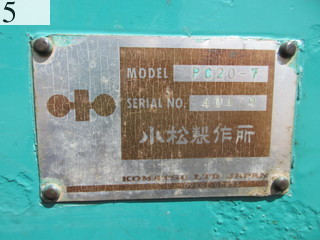 5
MODEL PC20-7
SERIAL NO.
小松製作所
KOMATSU LTD. JAPAN